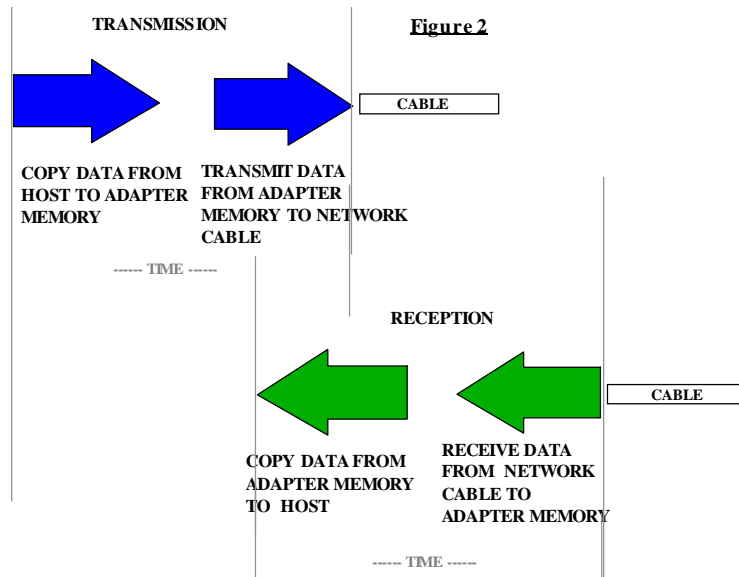 TRANSMISSION
Figure 2
CABLE
COPY DATA FROM
HOST TO ADAPTER
MEMORY
TRANSMIT DATA
FROM ADAPTER
MEMORY TO NETWORK
CABLE
------ TIME ------
RECEPTION
CABLE
COPY DATA FROM
ADAPTER MEMORY
TO HOST
RECEIVE DATA
FROM NETWORK
CABLE TO
ADAPTER MEMORY
------ TIME ------